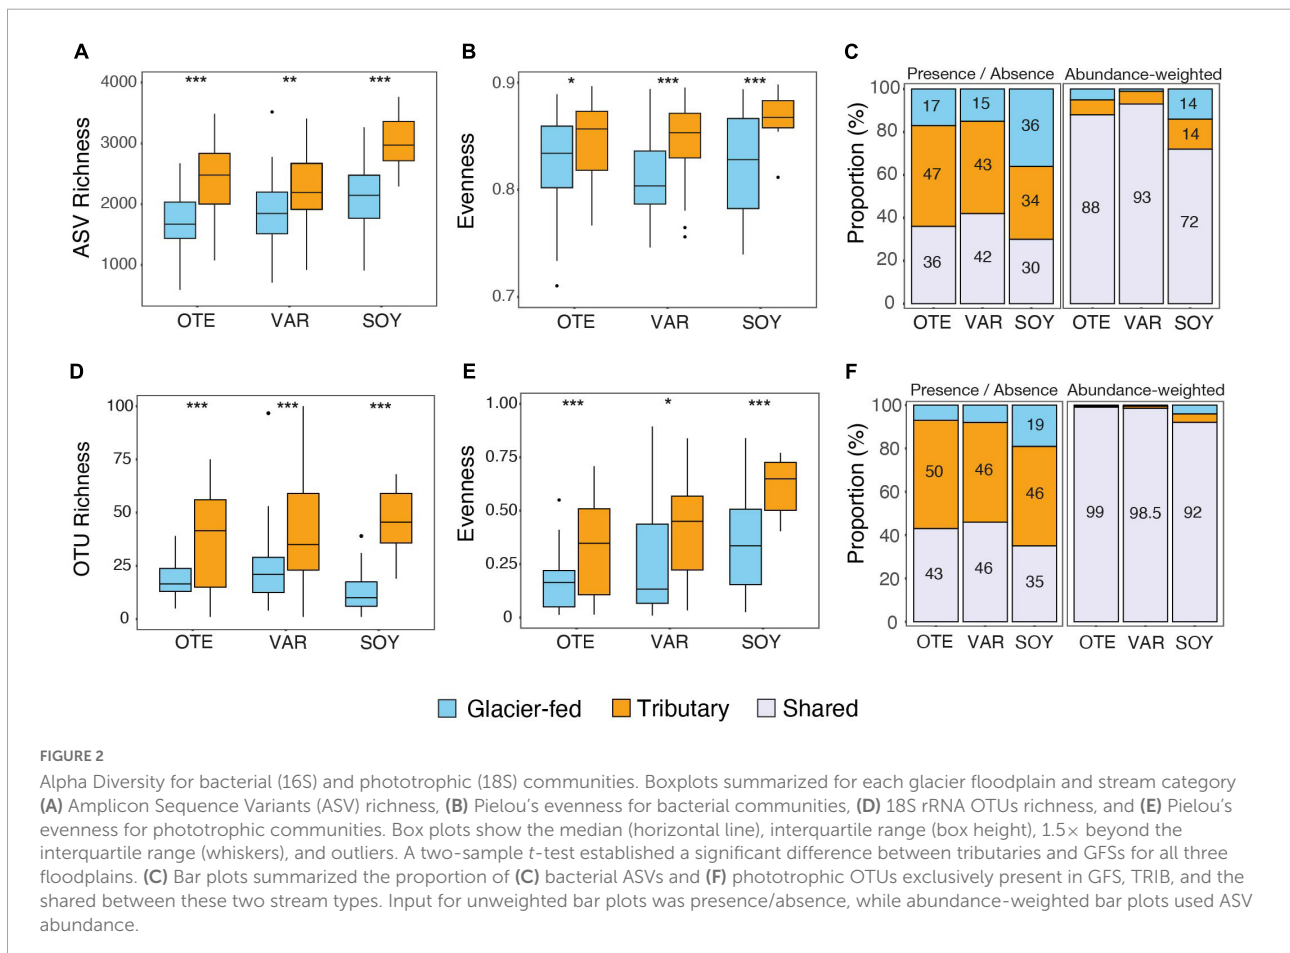 A
B
C
***
**
***
4000
3000
2000
1000
ASV Richness
OTE
VAR
SOY
*
***
***
0.9
0.8
0.7
Evenness
OTE
VAR
SOY
Presence / Absence
Abundance-weighted
100
80
60
40
20
0
Proportion (%)
17
15
36
47
43
34
36
42
30
88
93
14
14
72
OTE
VAR
SOY
OTE
VAR
SOY
D
E
F
***
***
***
100
75
50
25
0
OTU Richness
OTE
VAR
SOY
***
*
***
1.00
0.75
0.50
0.25
0
Evenness
OTE
VAR
SOY
Presence / Absence
Abundance-weighted
100
80
60
40
20
0
Proportion (%)
19
50
46
46
43
46
35
99
98.5
92
OTE
VAR
SOY
OTE
VAR
SOY
Glacier-fed
Tributary
Shared
FIGURE 2
Alpha Diversity for bacterial (16S) and phototrophic (18S) communities. Boxplots summarized for each glacier floodplain and stream category
(A) Amplicon Sequence Variants (ASV) richness, (B) Pielou's evenness for bacterial communities, (D) 18S rRNA OTUs richness, and (E) Pielou's
evenness for phototrophic communities. Box plots show the median (horizontal line), interquartile range (box height), 1.5× beyond the
interquartile range (whiskers), and outliers. A two-sample t-test established a significant difference between tributaries and GFSs for all three
floodplains. (C) Bar plots summarized the proportion of (C) bacterial ASVs and (F) phototrophic OTUs exclusively present in GFS, TRIB, and the
shared between these two stream types. Input for unweighted bar plots was presence/absence, while abundance-weighted bar plots used ASV
abundance.